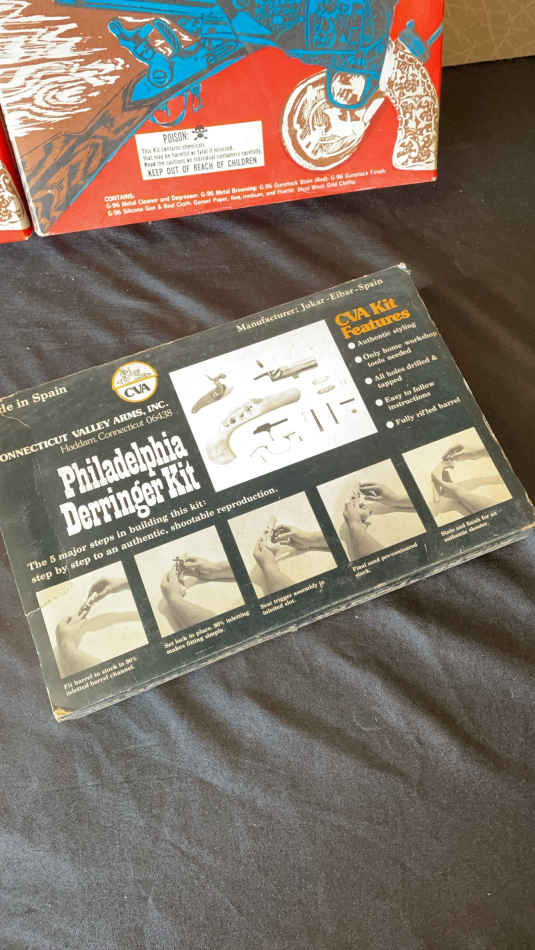 POISON:
This Kit contains chemicals
that may be harmful or fatal if misused.
Read the cautions on individual containers carefully.
KEEP OUT OF REACH OF CHILDREN.
CONTAINS:
G-96 Metal Cleaner and Degreaser, G-96 Metal Browning, G-96 Gunstock Stain (Red), G-96 Gunstock Finish
G-96 Silicone Gun & Reel Cloth, Garnet Paper, fine, medium, and Steel Wool, Grid Cloths
Manufacturer: Jukar-Eibar-Spain
de in Spain
CVA
ONNECTICUT VALLEY ARMS, INC.
Haddam, Connecticut 06438
Philadelphia
Derringer Kit
CVA Kit
Features
Authentic styling
Only home workshop
tools needed
All holes drilled &
tapped
Easy to follow
instructions
Fully rifled barrel
The 5 major steps in building this kit:
step by step to an authentic, shootable reproduction.
Fit barrel to stock in 90%
inletted barrel channel.
Set lock in place. 90% inletting
makes fitting simple.
Seat trigger assembly in
inletted slot.
Final sand pre-contoured
stock.
Stain and finish for an
authentic shooter.